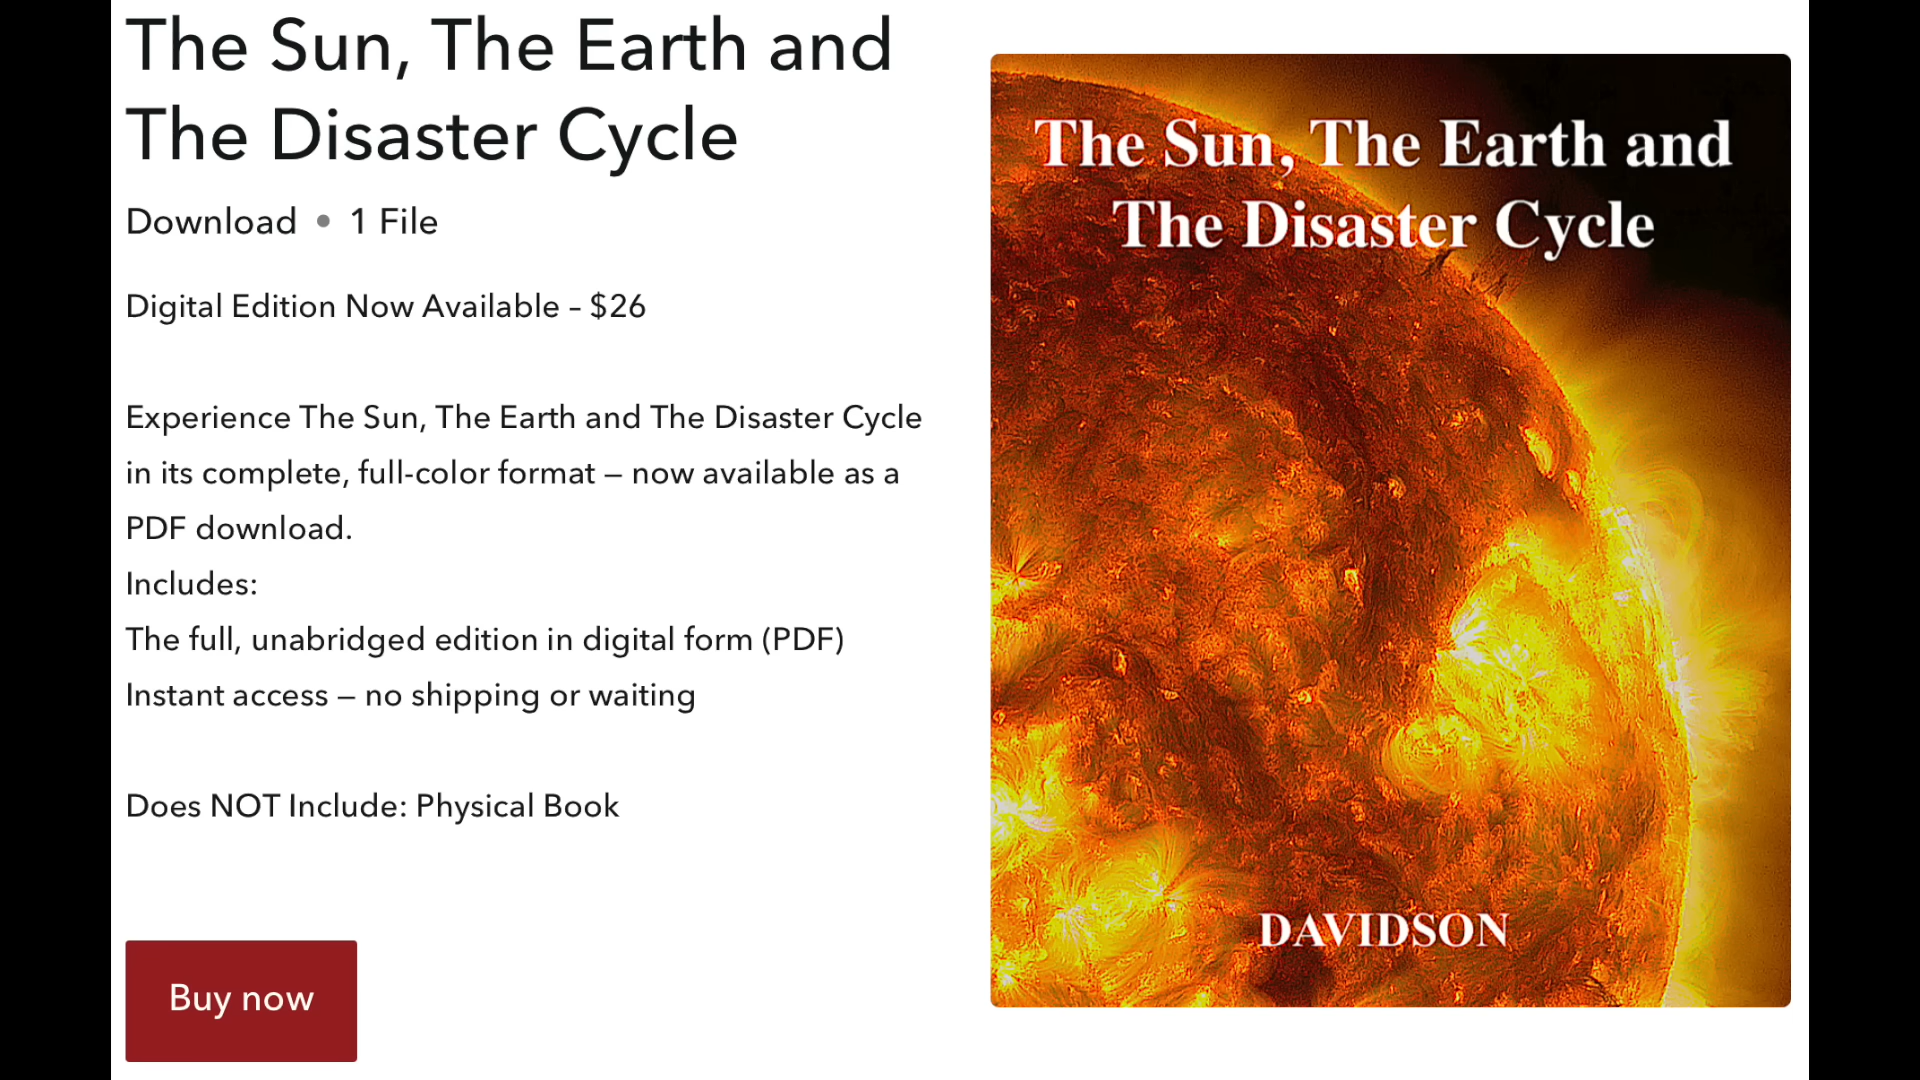 The Sun, The Earth and
The Disaster Cycle
Download • 1 File
Digital Edition Now Available – $26
Experience The Sun, The Earth and The Disaster Cycle
in its complete, full-color format — now available as a
PDF download.
Includes:
The full, unabridged edition in digital form (PDF)
Instant access — no shipping or waiting
Does NOT Include: Physical Book
Buy now
The Sun, The Earth and
The Disaster Cycle
DAVIDSON